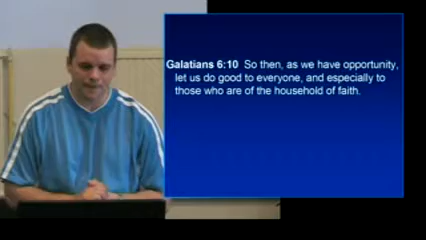 Galatians 6:10 So then, as we have opportunity,
let us do good to everyone, and especially to
those who are of the household of faith.